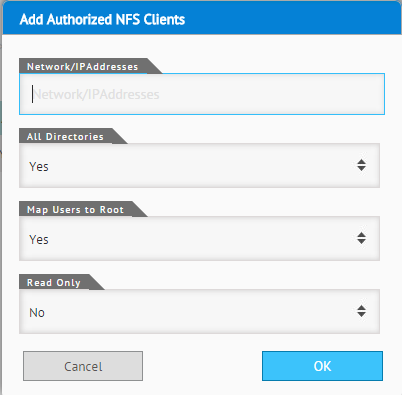 Add Authorized NFS Clients
Network/IPAddresses
Network/IPAddresses
All Directories
Yes
Map Users to Root
Yes
Read Only
No
Cancel
OK